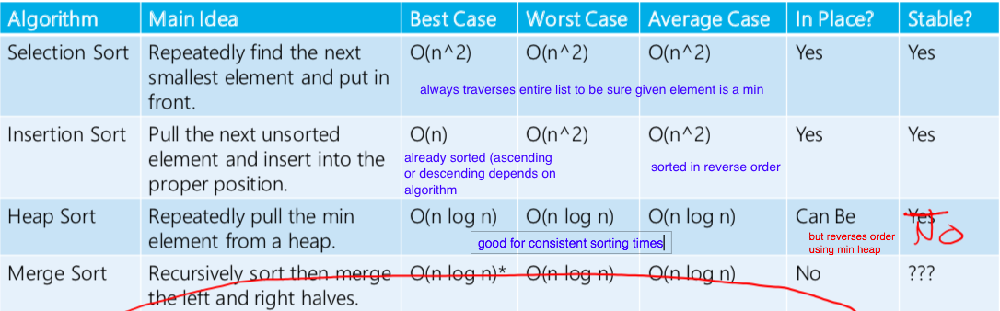 Algorithm Main Idea Best Case Worst Case Average Case In Place? Stable?
Selection Sort Repeatedly find the next O(n^2) O(n^2) O(n^2) Yes Yes
smallest element and put in
front.
always traverses entire list to be sure given element is a min
Insertion Sort Pull the next unsorted O(n) O(n^2) O(n^2) Yes Yes
element and insert into the
proper position.
already sorted (ascending
or descending depends on
algorithm
sorted in reverse order
Heap Sort Repeatedly pull the min O(n log n) O(n log n) O(n log n) Can Be Yes
element from a heap.
good for consistent sorting times
but reverses order
using min heap
No
Merge Sort Recursively sort then merge O(n log n)* O(n log n) O(n log n) No ???
the left and right halves.